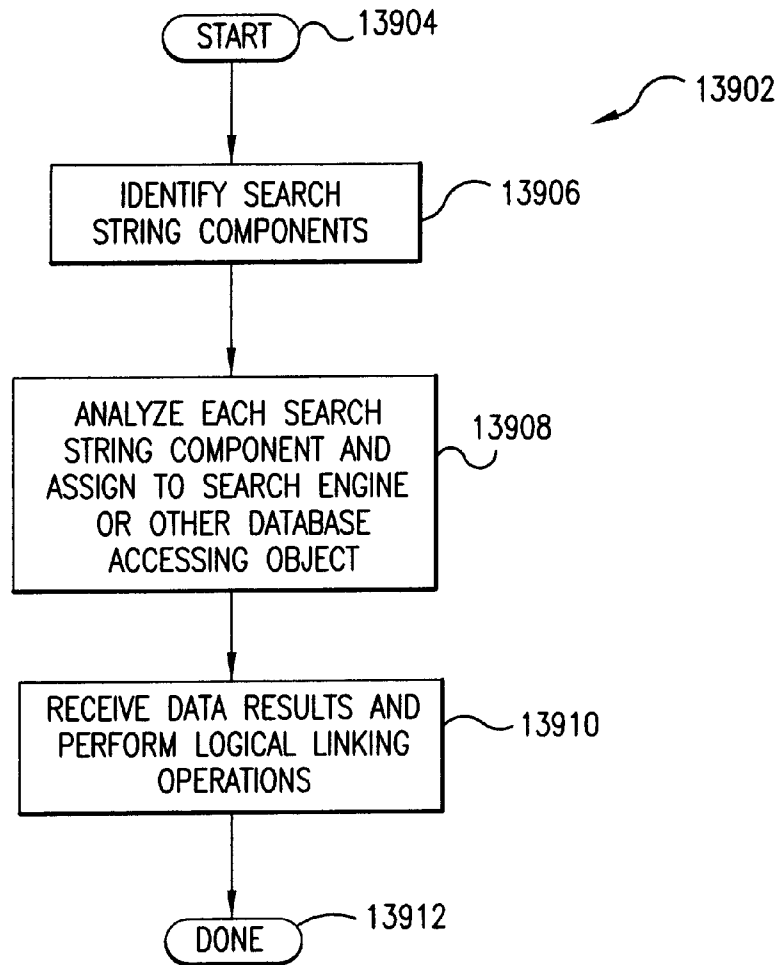 START
13904
13902
IDENTIFY SEARCH
STRING COMPONENTS
13906
ANALYZE EACH SEARCH
STRING COMPONENT AND
ASSIGN TO SEARCH ENGINE
OR OTHER DATABASE
ACCESSING OBJECT
13908
RECEIVE DATA RESULTS AND
PERFORM LOGICAL LINKING
OPERATIONS
13910
DONE
13912